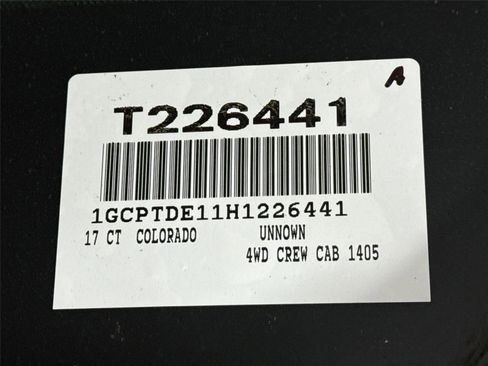 A
T226441
1GCPTDE11H1226441
17 CT COLORADO UNNOWN
4WD CREW CAB 1405